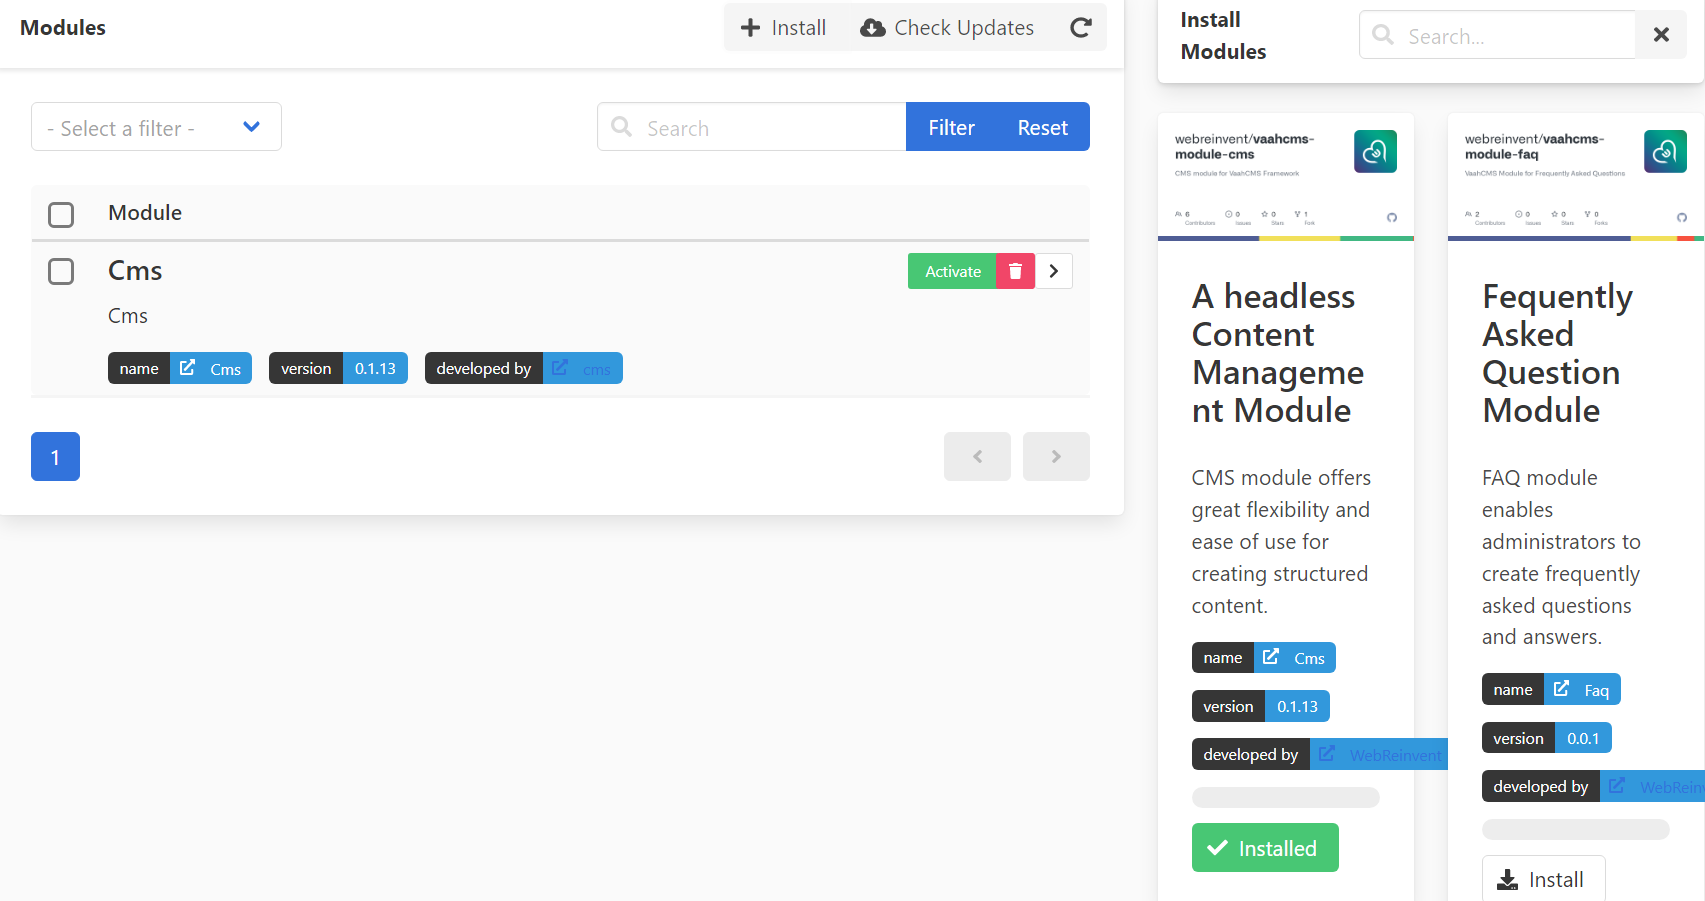 Modules
Install
Check Updates
- Select a filter -
Search
Filter
Reset
Module
Cms
Activate
Cms
name Cms
version 0.1.13
developed by cms
1
Install
Modules
Search...
webreinvent/vaahcms-
module-cms
CMS module for VaahCMS Framework
6
Contributors
0
Issues
0
Stars
1
Fork
A headless
Content
Manageme
nt Module
CMS module offers
great flexibility and
ease of use for
creating structured
content.
name Cms
version 0.1.13
developed by WebReinvent
Installed
webreinvent/vaahcms-
module-faq
VaahCMS Module for Frequently Asked Questions
2
Contributors
0
Issues
0
Stars
0
Forks
Fequently
Asked
Question
Module
FAQ module
enables
administrators to
create frequently
asked questions
and answers.
name Faq
version 0.0.1
developed by WebRein
Install